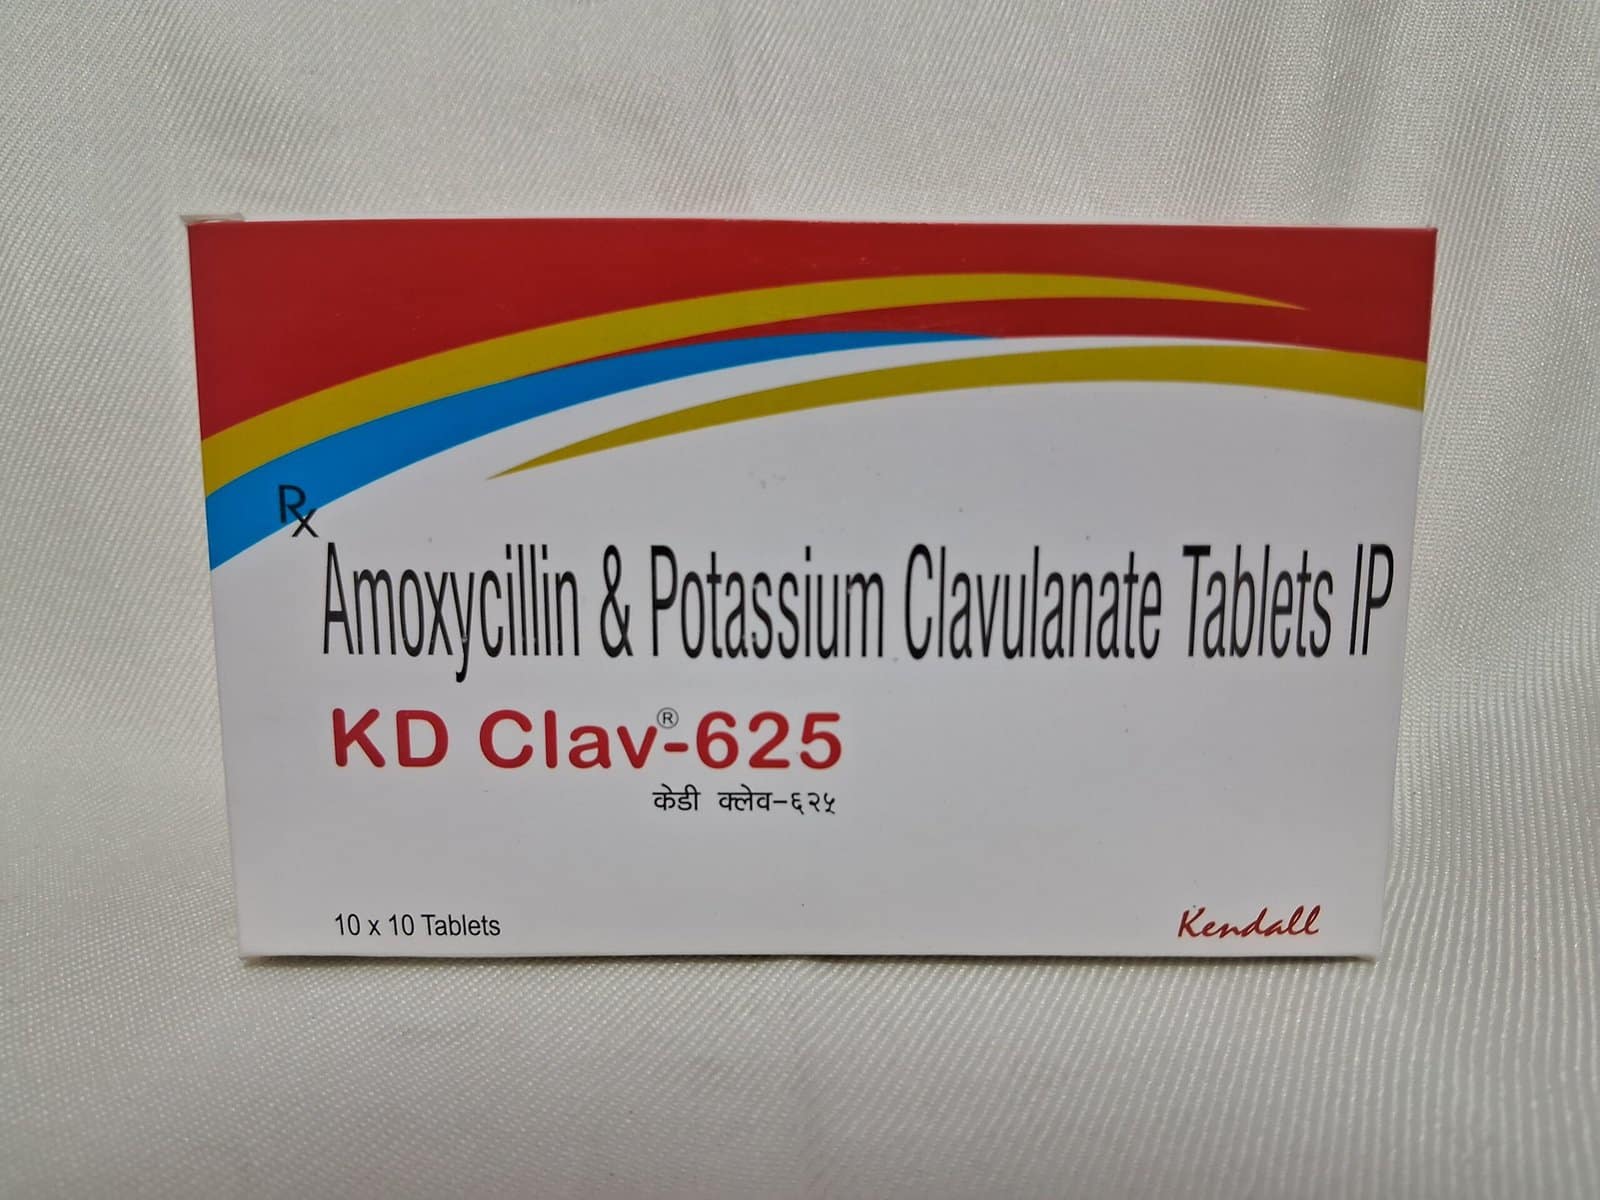 Rx
Amoxycillin & Potassium Clavulanate Tablets IP
KD Clav®-625
केडी क्लेव-६२५
10 x 10 Tablets
Kendall